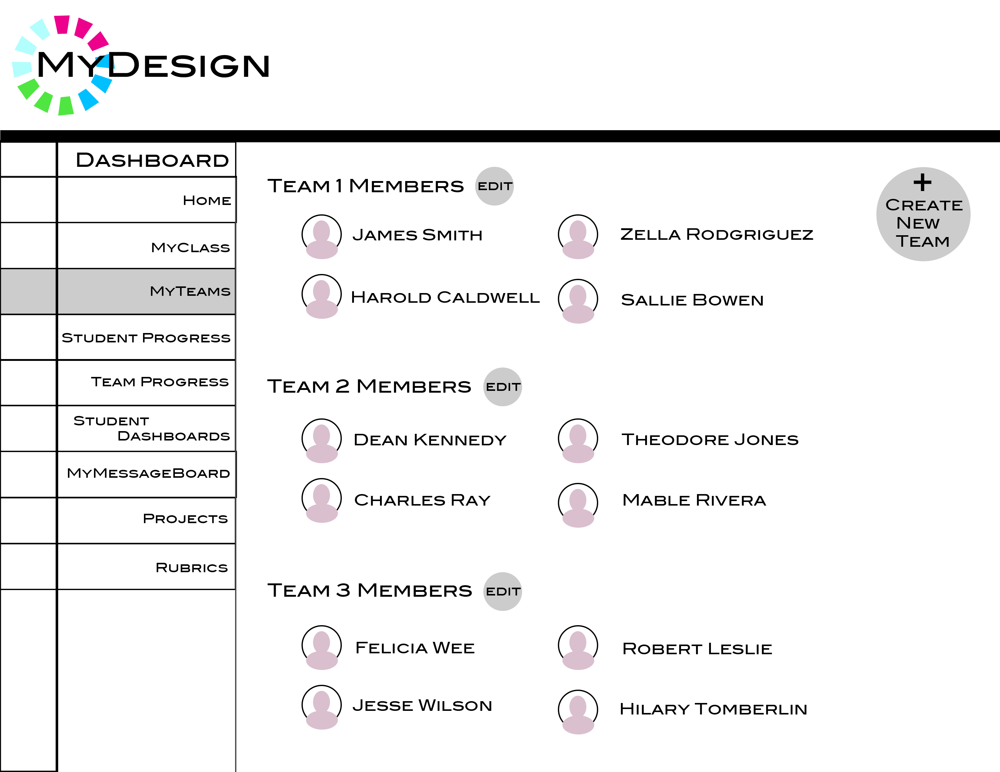 MyDesign
Dashboard
Home
MyClass
MyTeams
Student Progress
Team Progress
Student
Dashboards
MyMessageBoard
Projects
Rubrics
Team 1 Members
EDIT
James Smith
Zella Rodgriguez
Harold Caldwell
Sallie Bowen
Team 2 Members
EDIT
Dean Kennedy
Theodore Jones
Charles Ray
Mable Rivera
Team 3 Members
EDIT
Felicia Wee
Robert Leslie
Jesse Wilson
Hilary Tomberlin
+
Create
New
Team